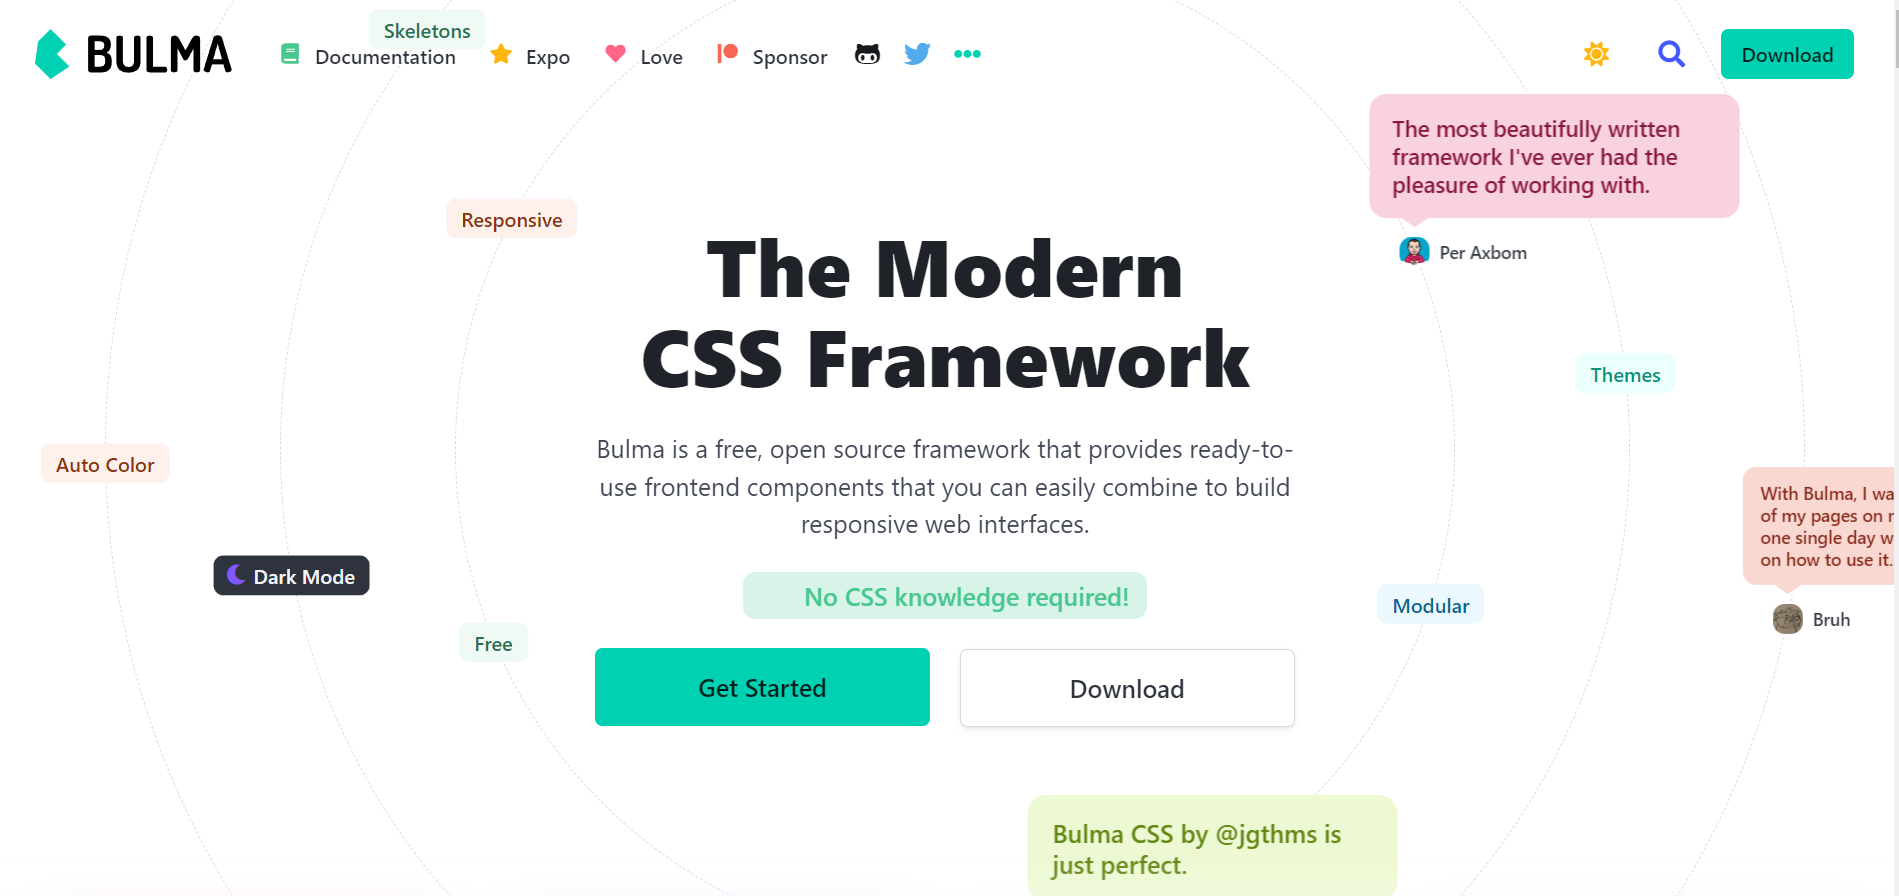 BULMA
Skeletons
Documentation
Expo
Love
Sponsor
Download
The most beautifully written
framework I've ever had the
pleasure of working with.
Per Axbom
Responsive
The Modern
CSS Framework
Themes
Bulma is a free, open source framework that provides ready-to-
use frontend components that you can easily combine to build
responsive web interfaces.
Auto Color
With Bulma, I wa
of my pages on
one single day w
on how to use it.
Bruh
Dark Mode
No CSS knowledge required!
Modular
Free
Get Started
Download
Bulma CSS by @jgthms is
just perfect.